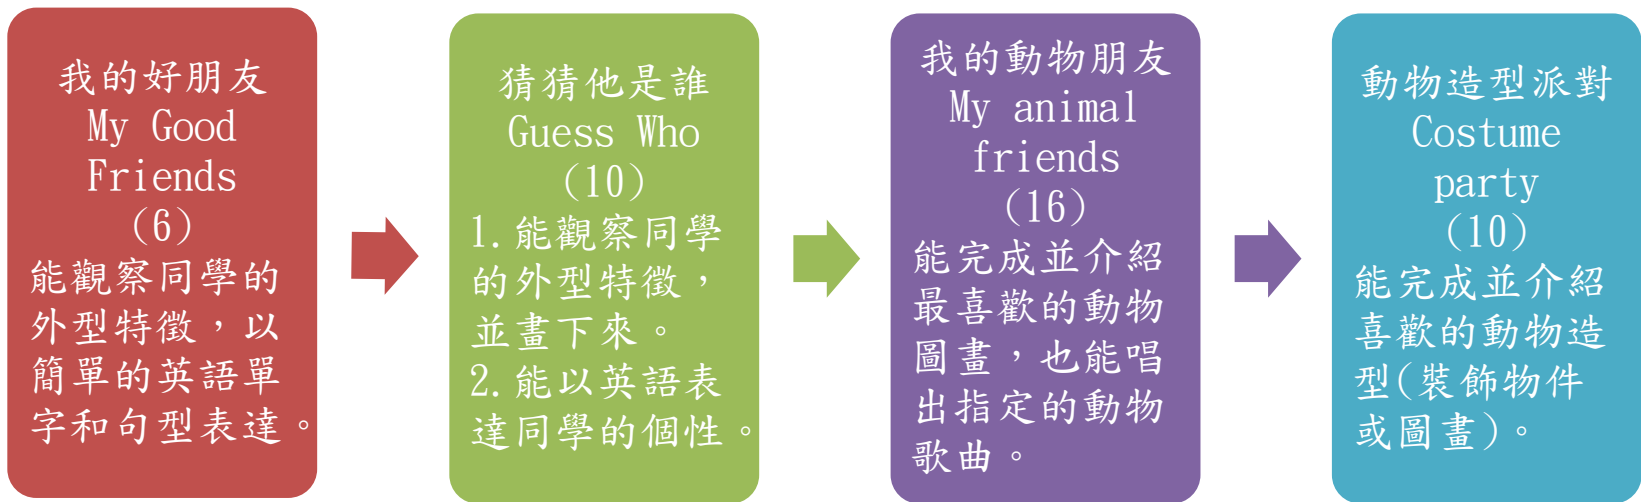 我的好朋友
My Good
Friends
(6)
能觀察同學的
外型特徵，以
簡單的英語單
字和句型表達。
猜猜他是誰
Guess Who
(10)
1.能觀察同學
的外型特徵，
並畫下來。
2.能以英語表
達同學的個性。
我的動物朋友
My animal
friends
(16)
能完成並介紹
最喜歡的動物
圖畫，也能唱
出指定的動物
歌曲。
動物造型派對
Costume
party
(10)
能完成並介紹
喜歡的動物造
型(裝飾物件
或圖畫)。